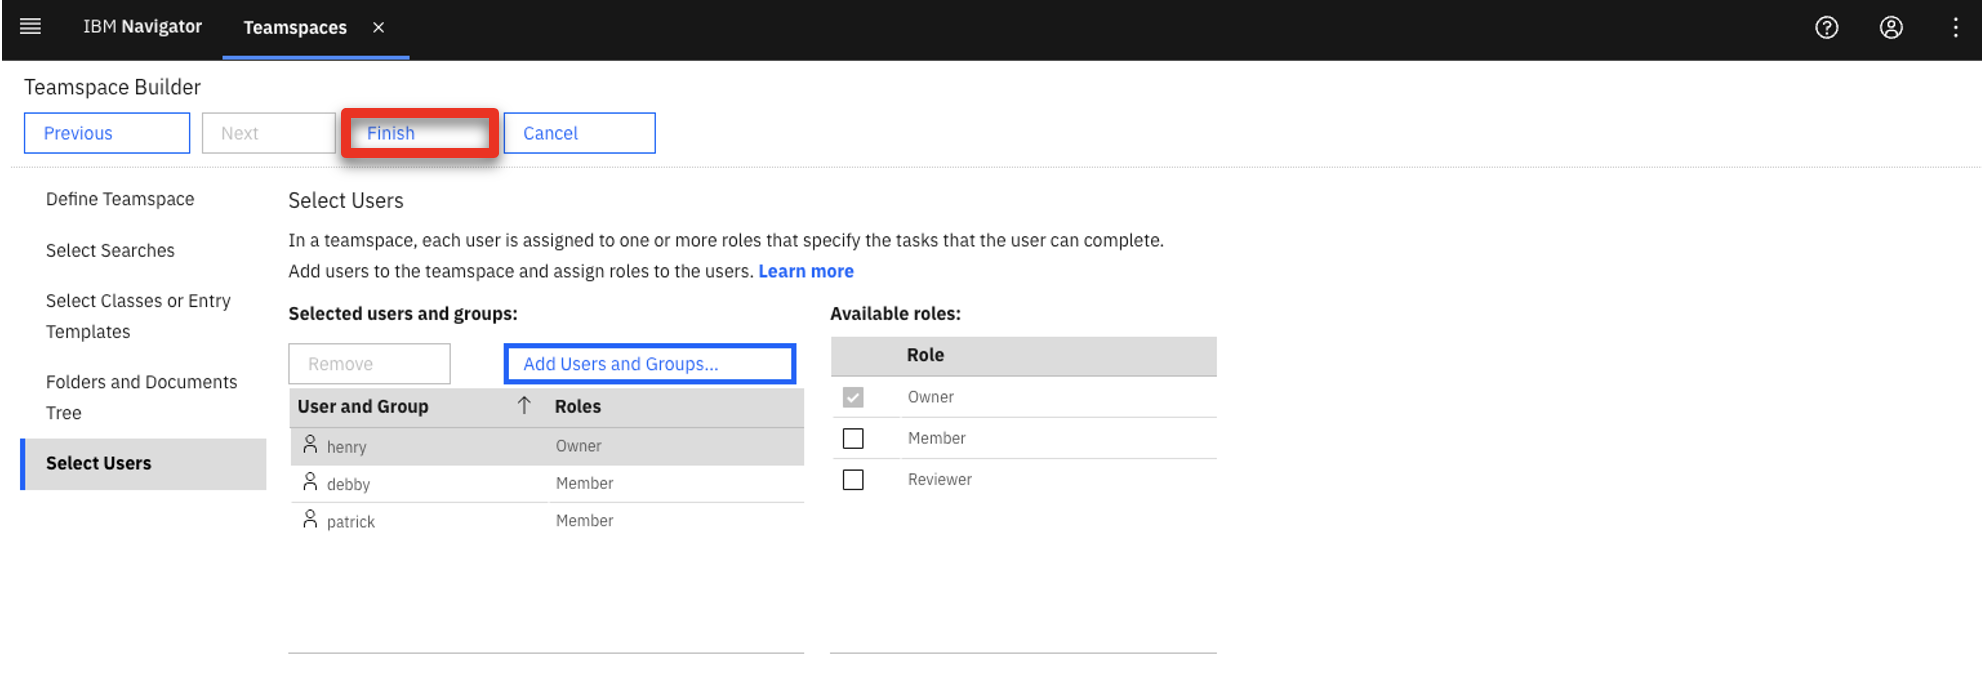 IBM Navigator
Teamspaces
Teamspace Builder
Previous
Next
Finish
Cancel
Define Teamspace
Select Searches
Select Classes or Entry
Templates
Folders and Documents
Tree
Select Users
Select Users
In a teamspace, each user is assigned to one or more roles that specify the tasks that the user can complete.
Add users to the teamspace and assign roles to the users. Learn more
Selected users and groups:
Remove
Add Users and Groups...
User and Group
Roles
henry
Owner
debby
Member
patrick
Member
Available roles:
Role
Owner
Member
Reviewer